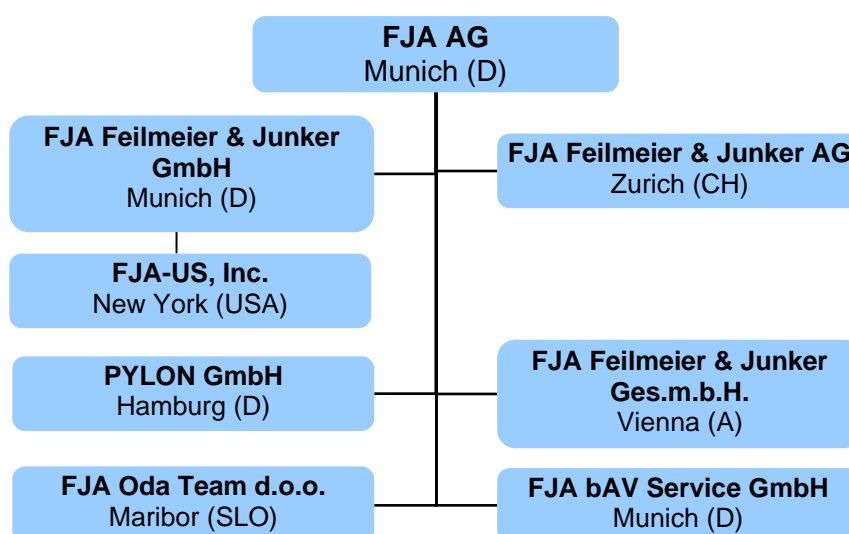 FJA AG
Munich (D)
FJA Feilmeier & Junker
GmbH
Munich (D)
FJA Feilmeier & Junker AG
Zurich (CH)
FJA-US, Inc.
New York (USA)
PYLON GmbH
Hamburg (D)
FJA Feilmeier & Junker
Ges.m.b.H.
Vienna (A)
FJA Oda Team d.o.o.
Maribor (SLO)
FJA bAV Service GmbH
Munich (D)